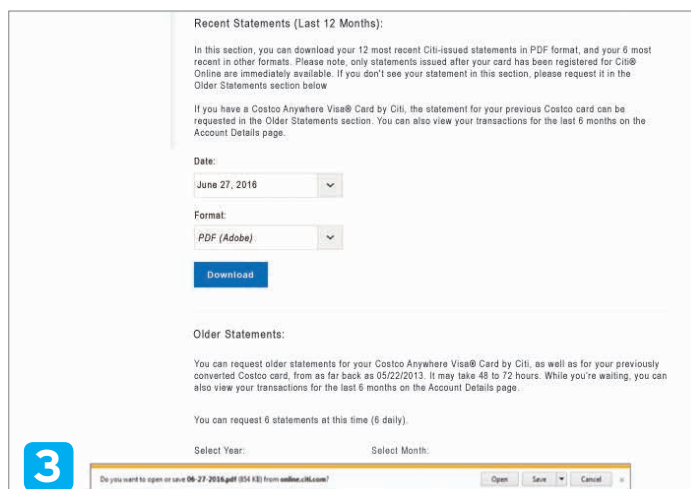 Recent Statements (Last 12 Months):
In this section, you can download your 12 most recent Citi-issued statements in PDF format, and your 6 most
recent in other formats. Please note, only statements issued after your card has been registered for Citi®
Online are immediately available. If you don't see your statement in this section, please request it in the
Older Statements section below
If you have a Costco Anywhere Visa® Card by Citi, the statement for your previous Costco card can be
requested in the Older Statements section. You can also view your transactions for the last 6 months on the
Account Details page.
Date:
June 27, 2016
Format:
PDF (Adobe)
Download
Older Statements:
You can request older statements for your Costco Anywhere Visa® Card by Citi, as well as for your previously
converted Costco card, from as far back as 05/22/2013. It may take 48 to 72 hours. While you're waiting, you can
also view your transactions for the last 6 months on the Account Details page.
You can request 6 statements at this time (6 daily).
Select Year: Select Month:
3
Do you want to open or save 06-27-2016.pdf (854 KB) from online.citi.com? Open Save Cancel ×